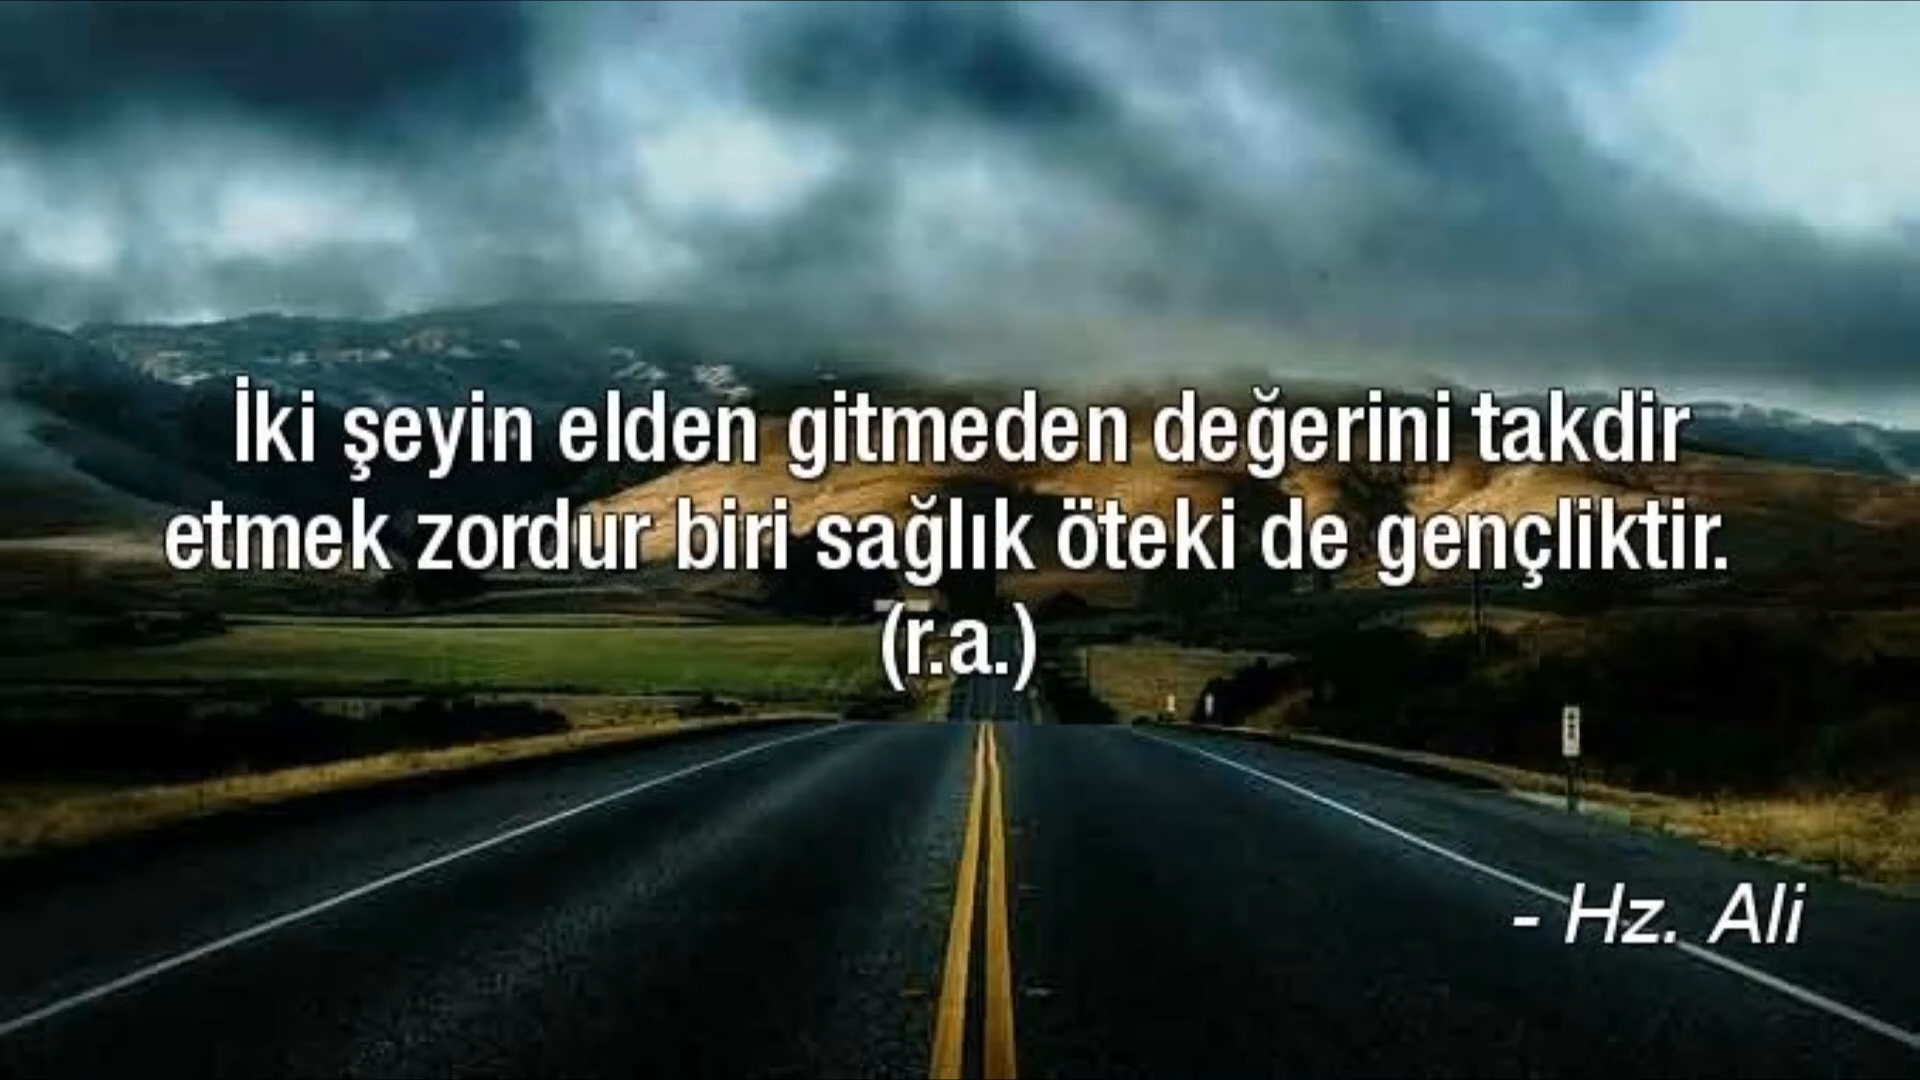 İki şeyin elden gitmeden değerini takdir
etmek zordur biri sağlık öteki de gençliktir.
(r.a.)
- Hz. Ali